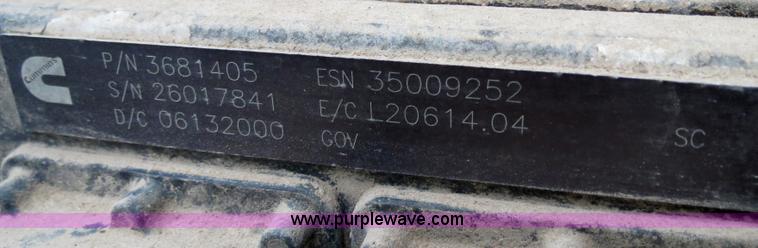 Cummins
P/N 3681405 ESN 35009252
S/N 26017841 E/C L20614.04
D/C 06132000 GOV SC
www.purplewave.com